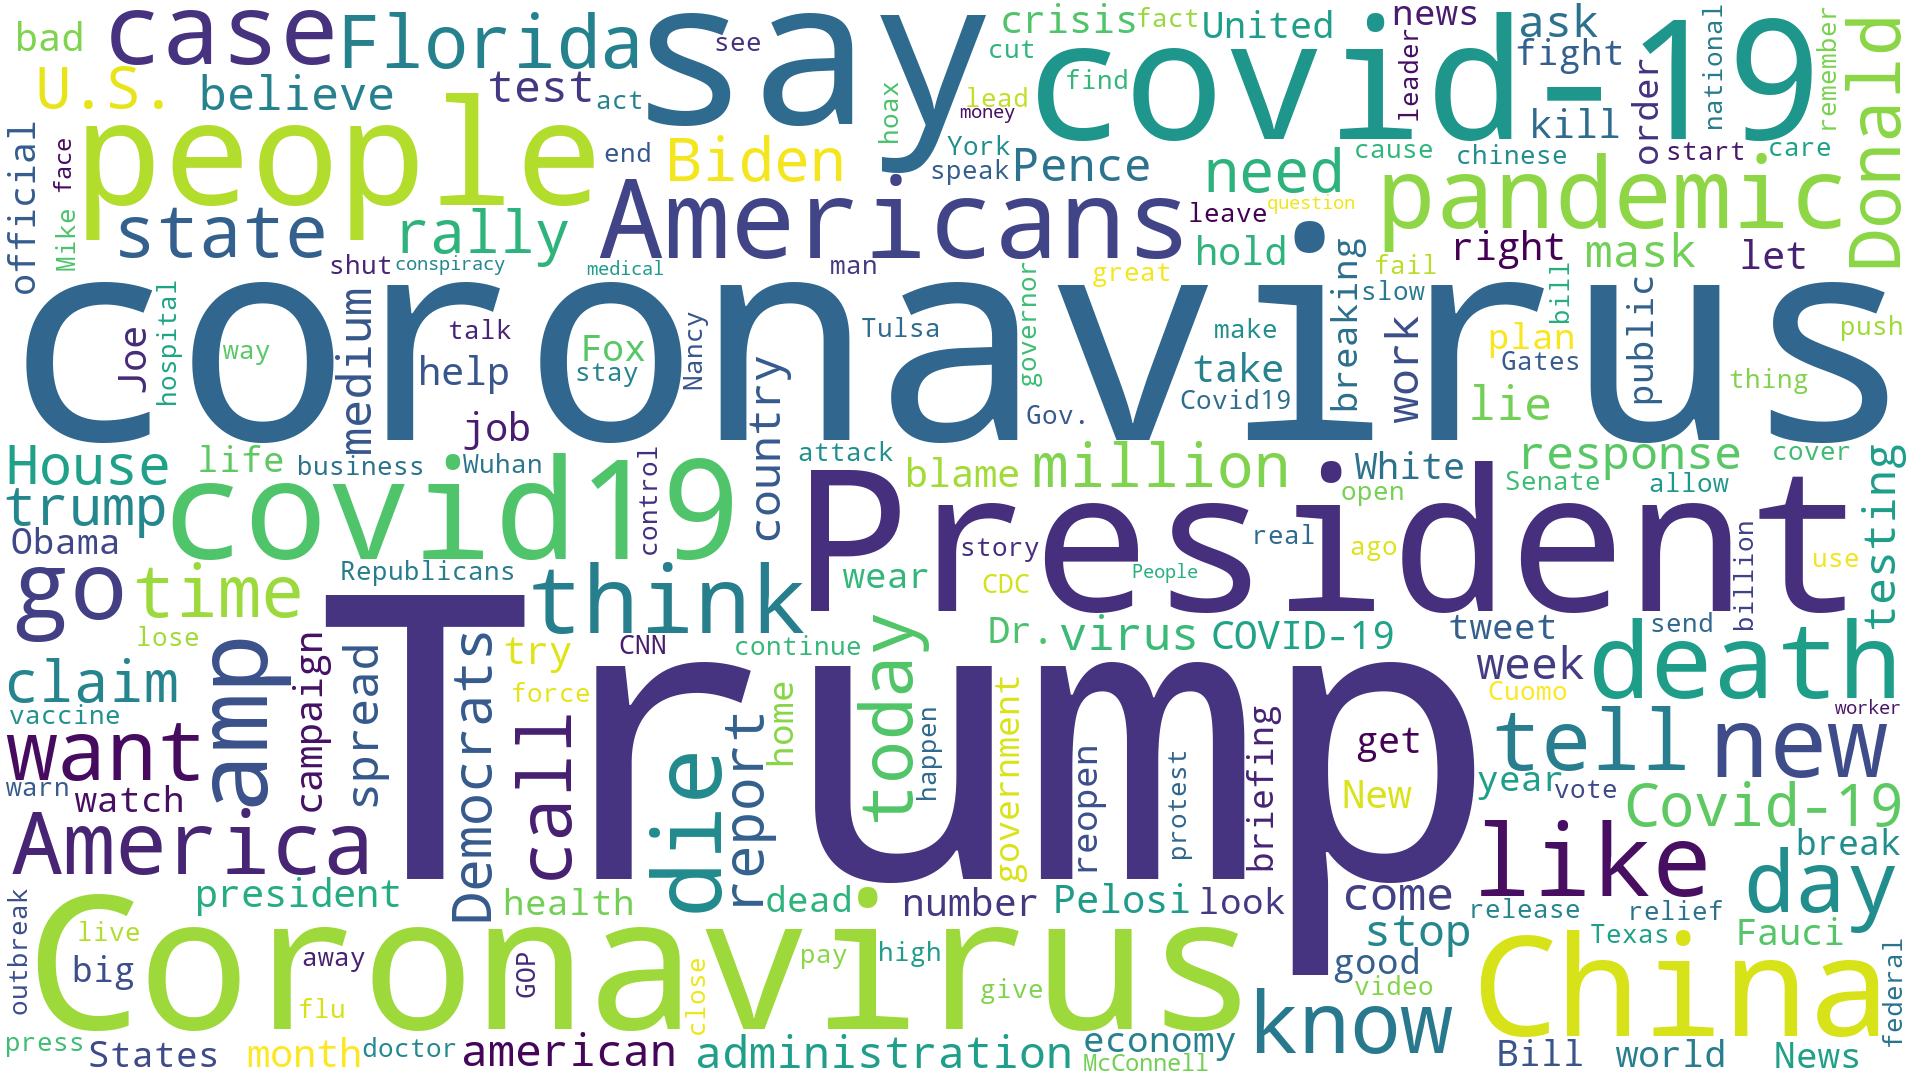 bad
case
Florida
say
see
crisis
fact
United
news
ask
Donald
U.S.
believe
test
act
cut
covid-19
find
lead
money
hoax
leader
fight
order
national
remember
people
kill
official
Mike
face
end
Biden
York
speak
Pence
need
cause
chinese
start
care
pandemic
state
rally
Americans
leave
question
hold
right
mask
let
shut
conspiracy
medical
man
great
governor
breaking
fail
slow
bill
public
push
coronavirus
Joe
hospital
way
medium
talk
help
Fox
stay
Nancy
Tulsa
make
take
Covid19
Gov.
work
plan
Gates
lie
thing
job
country
House
life
business
Wuhan
attack
blame
million
White
response
cover
testing
trump
covid19
control
President
open
Senate
allow
Obama
Republicans
story
real
ago
billion
use
go
time
think
wear
CDC
People
lose
amp
campaign
spread
Democrats
try
CNN
continue
today
Dr.
virus
COVID-19
tweet
send
death
claim
force
week
Cuomo
worker
vaccine
want
call
die
report
home
happen
government
reopen
protest
briefing
get
New
tell
new
warn
watch
Trump
year
vote
Covid-19
America
like
break
day
president
health
dead
number
Pelosi
look
come
release
relief
outbreak
live
big
away
GOP
Coronavirus
pay
high
stop
Texas
Fauci
federal
flu
close
give
good
video
China
know
press
States
month
doctor
american
administration
economy
McConnell
Bill
world
News